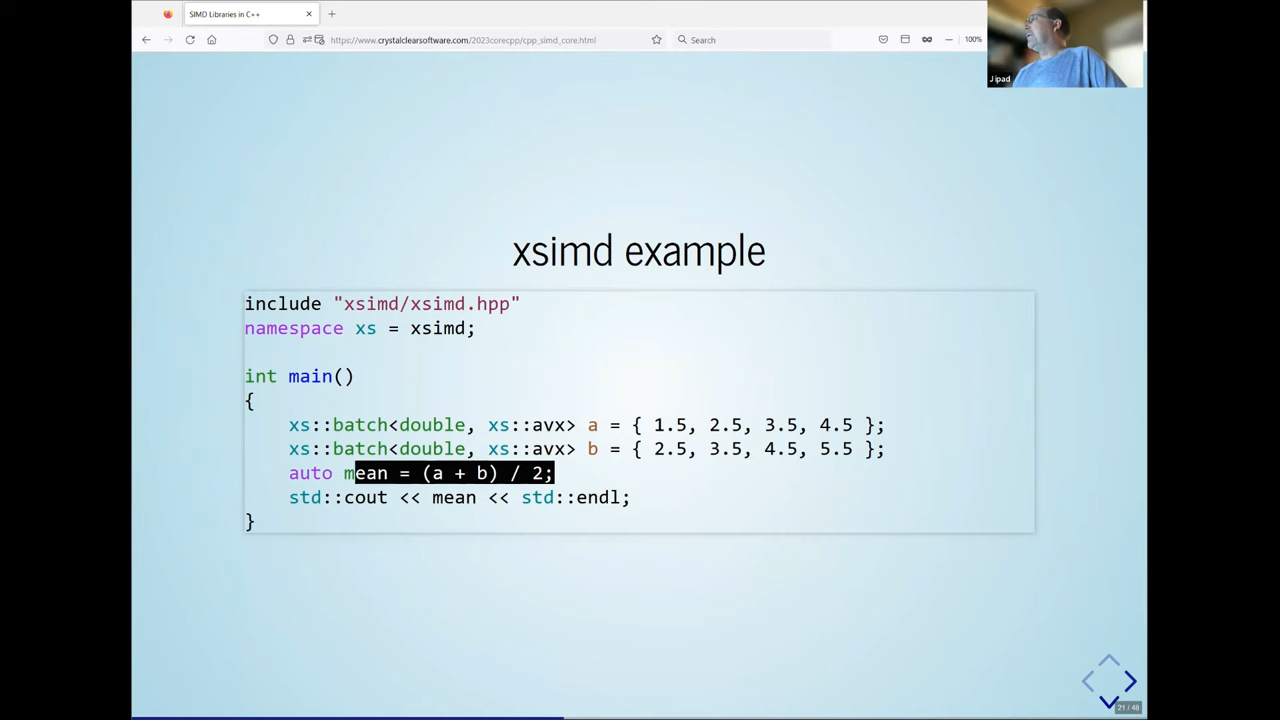 SIMD Libraries in C++
https://www.crystalclearsoftware.com/2023corecpp/cpp_simd_core.html
Search
100%
J ipad
xsimd example
include "xsimd/xsimd.hpp"
namespace xs = xsimd;
int main()
{
xs::batch<double, xs::avx> a = { 1.5, 2.5, 3.5, 4.5 };
xs::batch<double, xs::avx> b = { 2.5, 3.5, 4.5, 5.5 };
auto mean = (a + b) / 2;
std::cout << mean << std::endl;
}
21 / 48